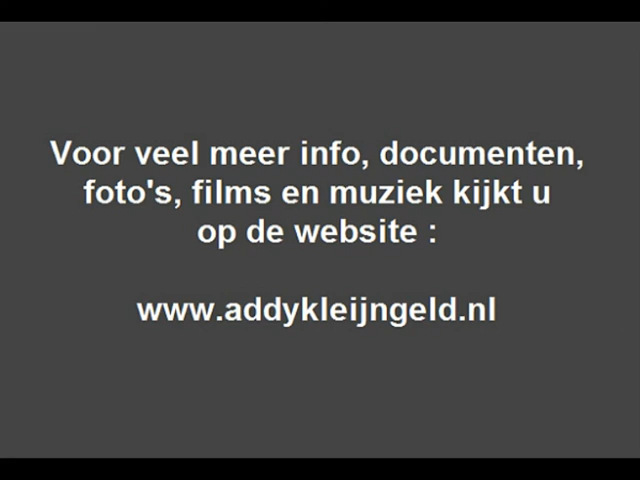 Voor veel meer info, documenten,
foto's, films en muziek kijkt u
op de website :
www.addykleijngeld.nl